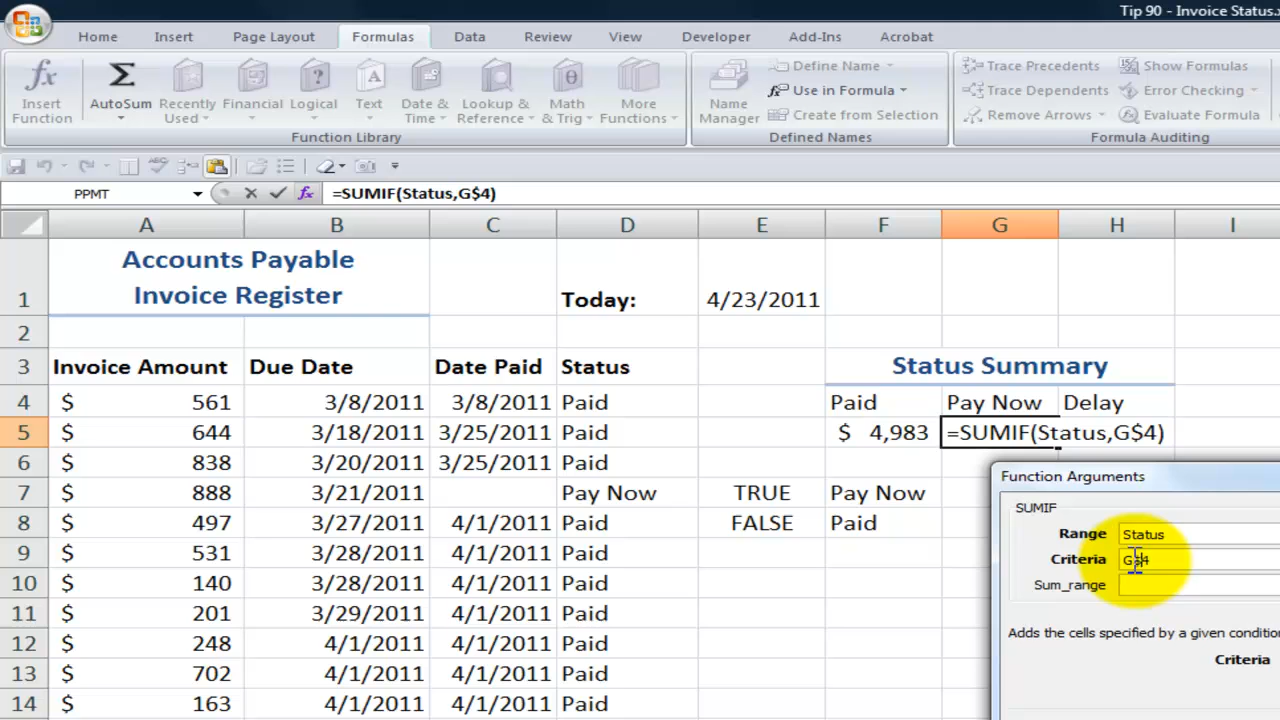 Tip 90 - Invoice Status.x
Home Insert Page Layout Formulas Data Review View Developer Add-Ins Acrobat
Insert Function AutoSum Recently Used Financial Logical Text Date & Time Lookup & Reference Math & Trig More Functions
Name Manager Define Name Use in Formula Create from Selection
Trace Precedents Show Formulas
Trace Dependents Error Checking
Remove Arrows Evaluate Formula
Function Library Defined Names Formula Auditing
PPMT =SUMIF(Status,G$4)
A B C D E F G H I
Accounts Payable
Invoice Register
1 Today: 4/23/2011
2
3 Invoice Amount Due Date Date Paid Status Status Summary
4 $ 561 3/8/2011 3/8/2011 Paid Paid Pay Now Delay
5 $ 644 3/18/2011 3/25/2011 Paid $ 4,983 =SUMIF(Status,G$4)
6 $ 838 3/20/2011 3/25/2011 Paid
7 $ 888 3/21/2011 Pay Now TRUE Pay Now
8 $ 497 3/27/2011 4/1/2011 Paid FALSE Paid
9 $ 531 3/28/2011 4/1/2011 Paid
10 $ 140 3/28/2011 4/1/2011 Paid
11 $ 201 3/29/2011 4/1/2011 Paid
12 $ 248 4/1/2011 4/1/2011 Paid
13 $ 702 4/1/2011 4/1/2011 Paid
14 $ 163 4/1/2011 4/1/2011 Paid
Function Arguments
SUMIF
Range Status
Criteria G$4
Sum_range
Adds the cells specified by a given conditio
Criteria